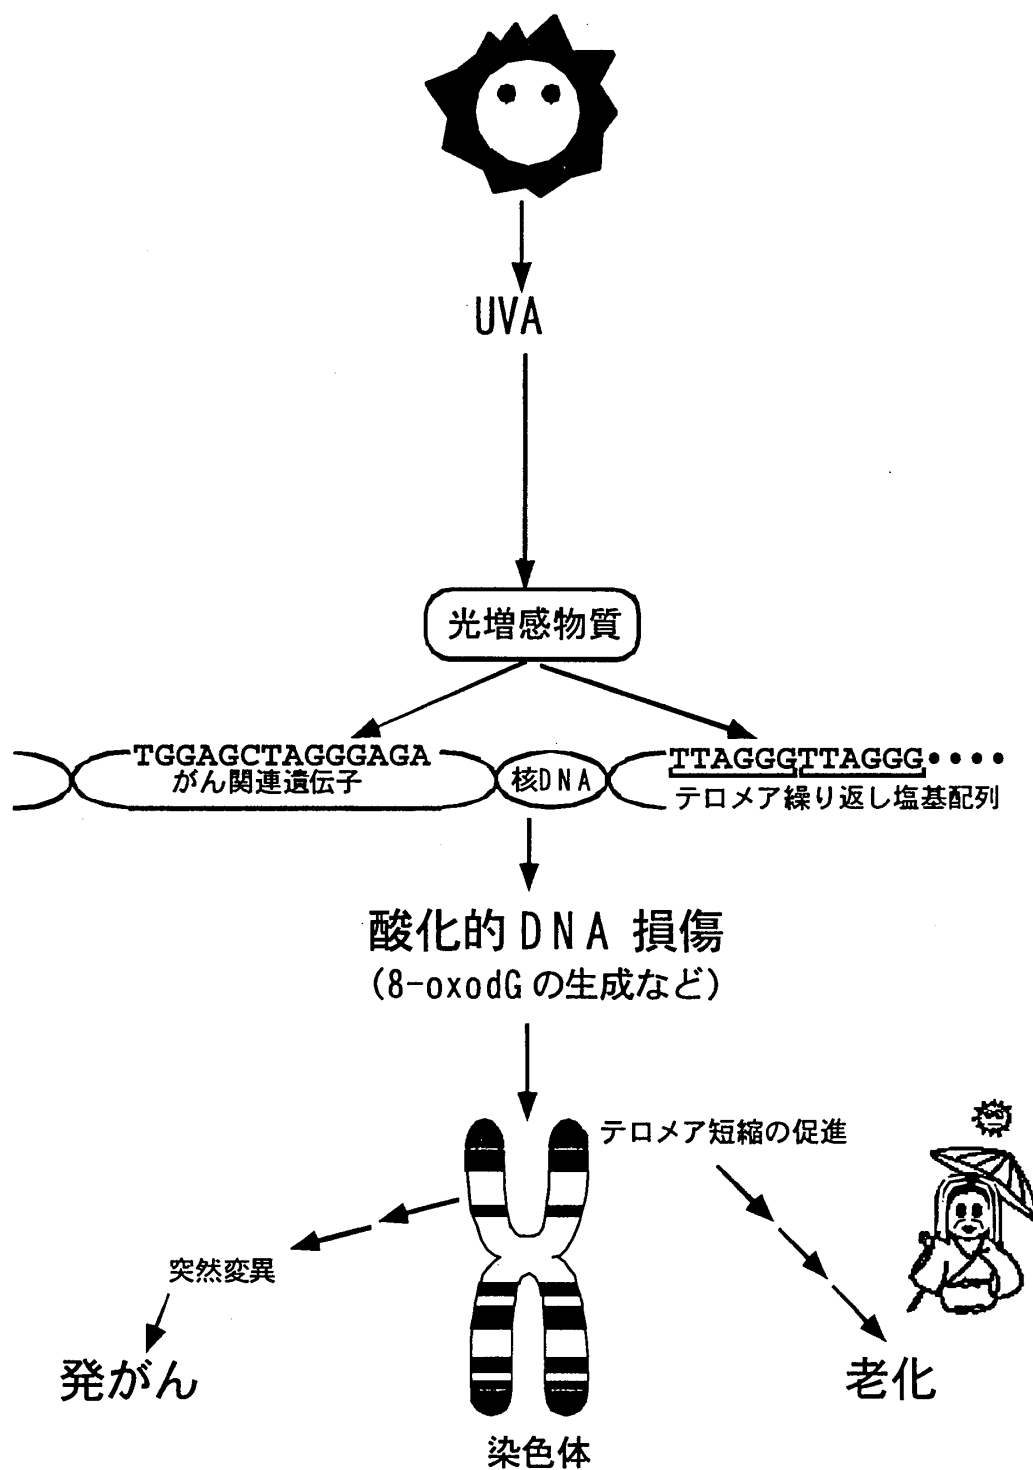 UVA
光増感物質
TGGAGCTAGGGAGA
がん関連遺伝子
核DNA
TTAGGGTTAGGG・・・・
テロメア繰り返し塩基配列
酸化的DNA 損傷
(8-oxodGの生成など)
テロメア短縮の促進
突然変異
発がん
老化
染色体